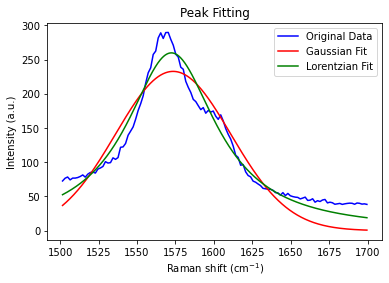 Peak Fitting
Original Data
Gaussian Fit
Lorentzian Fit
Intensity (a.u.)
300
250
200
150
100
50
0
1500 1525 1550 1575 1600 1625 1650 1675 1700
Raman shift (cm⁻¹)